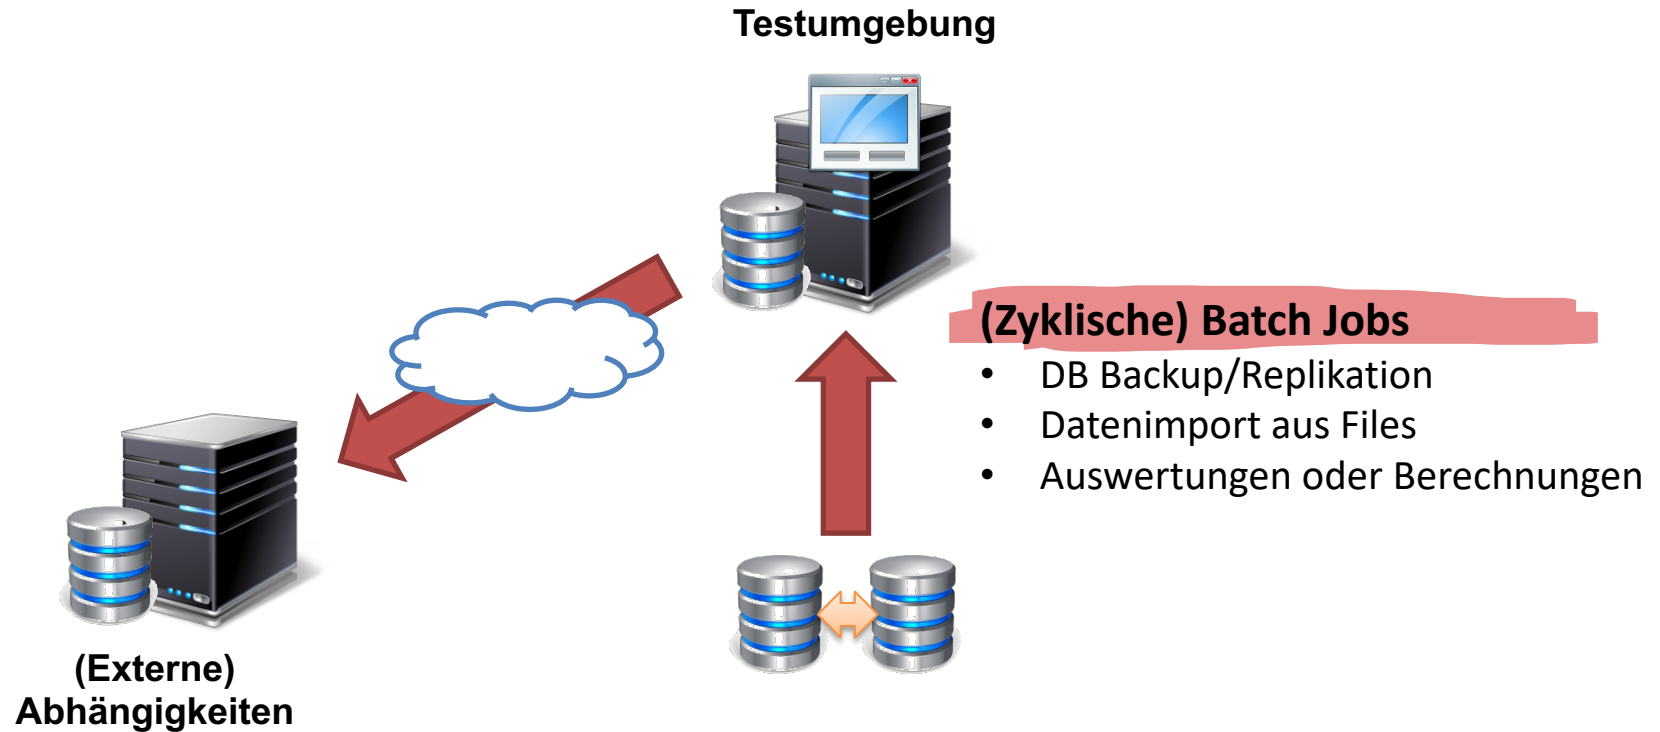 Testumgebung
(Zyklische) Batch Jobs
• DB Backup/Replikation
• Datenimport aus Files
• Auswertungen oder Berechnungen
(Externe)
Abhängigkeiten